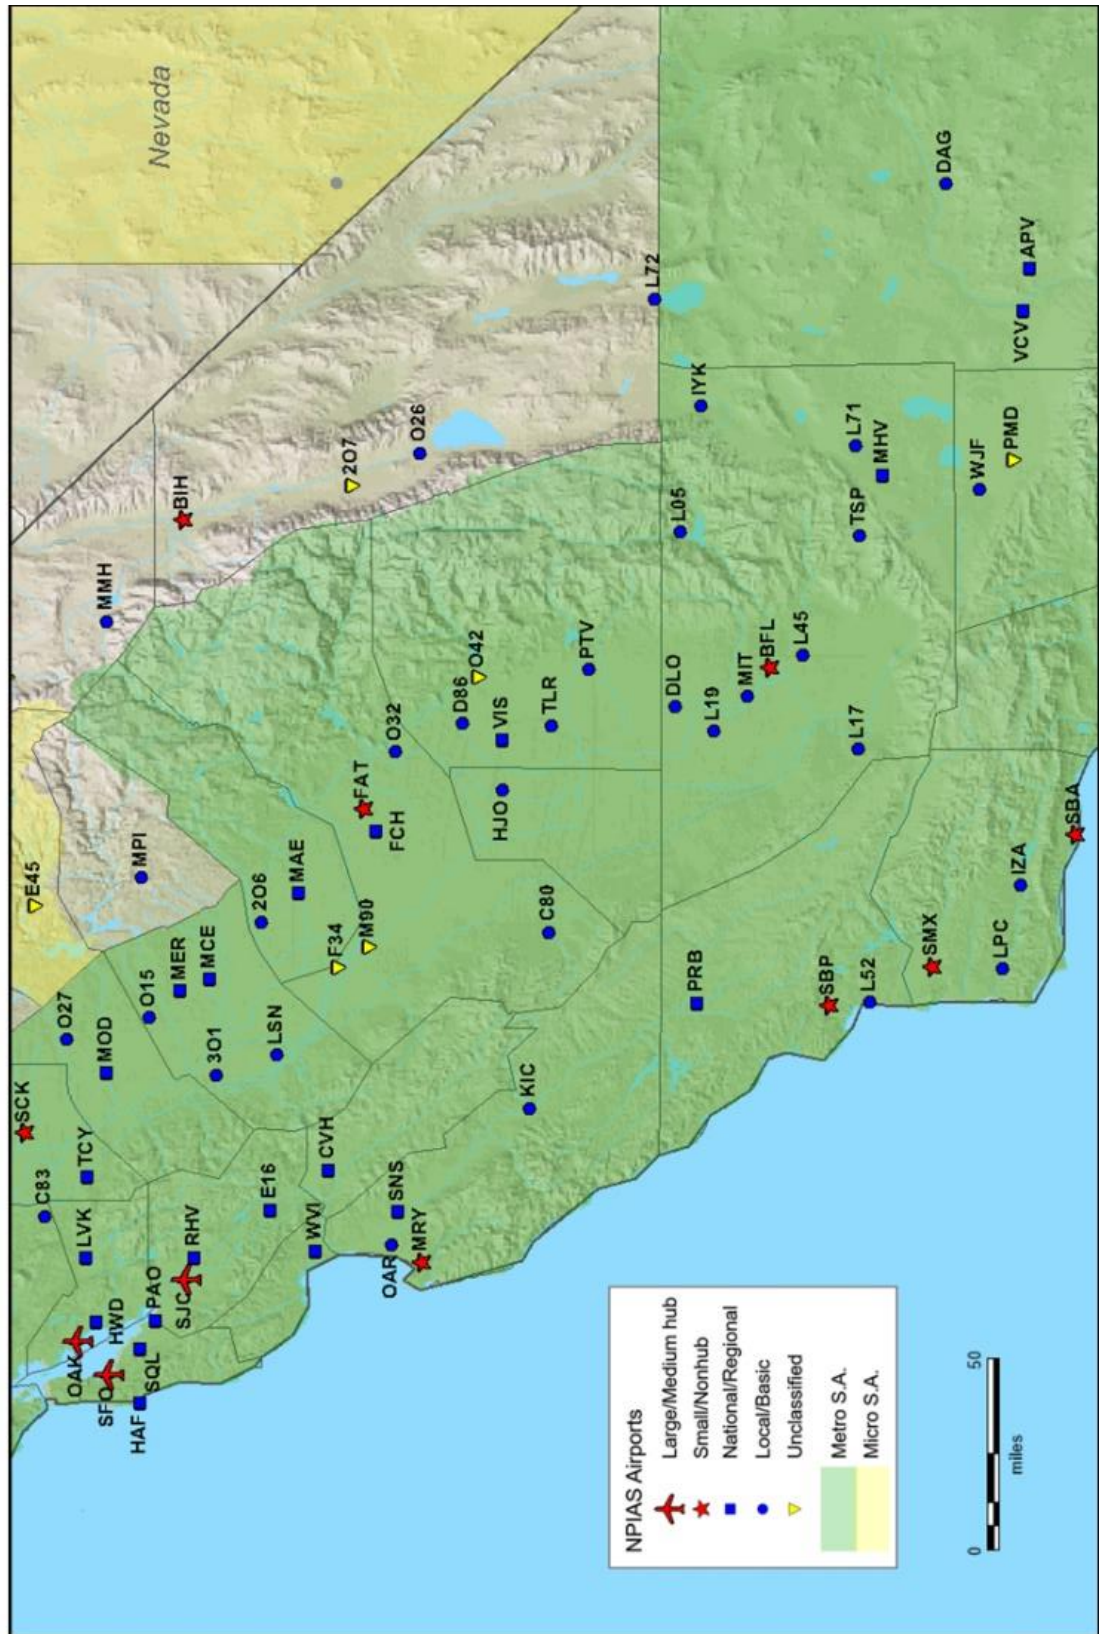 Nevada
E45
MPI
MMH
BIH
2O7
O26
L72
SCK
O27
MOD
O15
MER
MCE
3O1
LSN
2O6
MAE
F34
M90
FAT
FCH
O32
D86
O42
VIS
HJO
TLR
PTV
C80
C83
TCY
LVK
RHV
E16
CVH
WVI
SNS
OAR
MRY
KIC
OAK
HWD
SFO
PAO
SJC
SQL
HAF
PRB
SBP
L52
SMX
LPC
IZA
SBA
DLO
L19
MIT
BFL
L45
L17
L05
IYK
L71
MHV
TSP
WJF
PMD
VCV
APV
DAG
NPIAS Airports
Large/Medium hub
Small/Nonhub
National/Regional
Local/Basic
Unclassified
Metro S.A.
Micro S.A.
0 50
miles